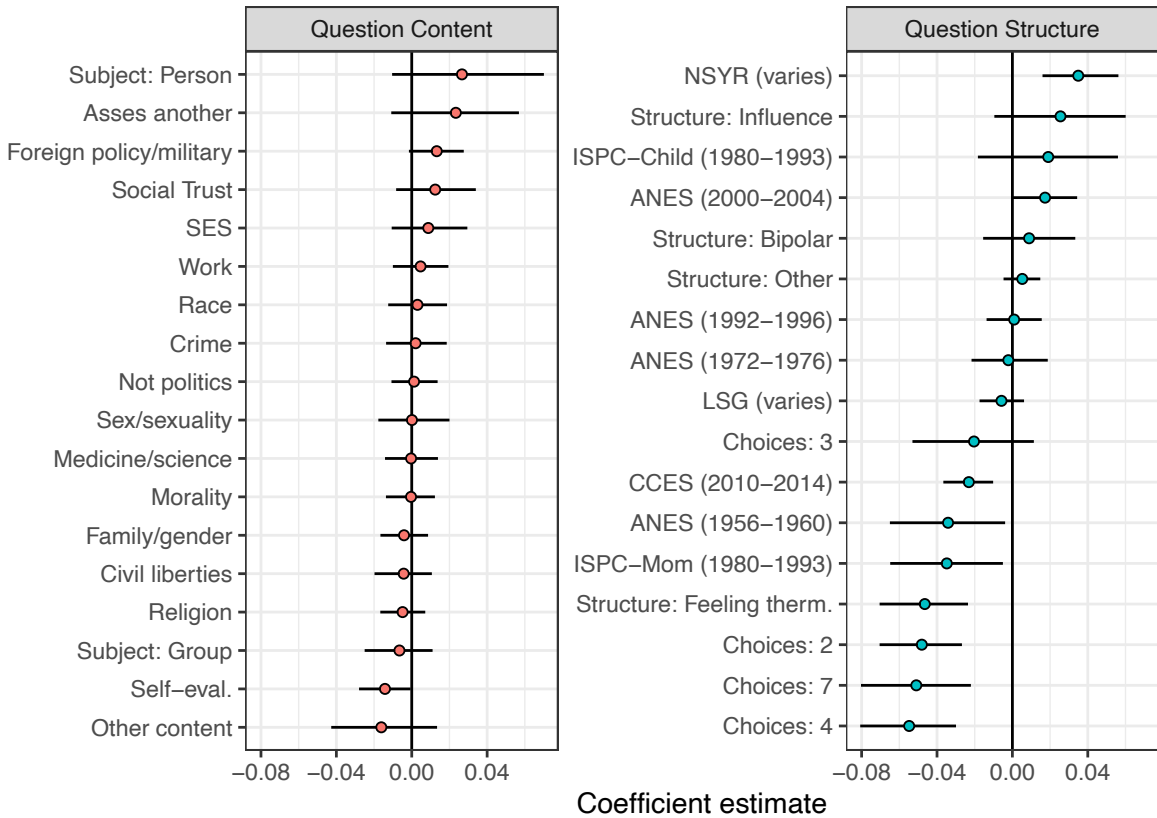 Question Content
Subject: Person
Asses another
Foreign policy/military
Social Trust
SES
Work
Race
Crime
Not politics
Sex/sexuality
Medicine/science
Morality
Family/gender
Civil liberties
Religion
Subject: Group
Self−eval.
Other content
−0.08 −0.04 0.00 0.04
Question Structure
NSYR (varies)
Structure: Influence
ISPC−Child (1980−1993)
ANES (2000−2004)
Structure: Bipolar
Structure: Other
ANES (1992−1996)
ANES (1972−1976)
LSG (varies)
Choices: 3
CCES (2010−2014)
ANES (1956−1960)
ISPC−Mom (1980−1993)
Structure: Feeling therm.
Choices: 2
Choices: 7
Choices: 4
−0.08 −0.04 0.00 0.04
Coefficient estimate